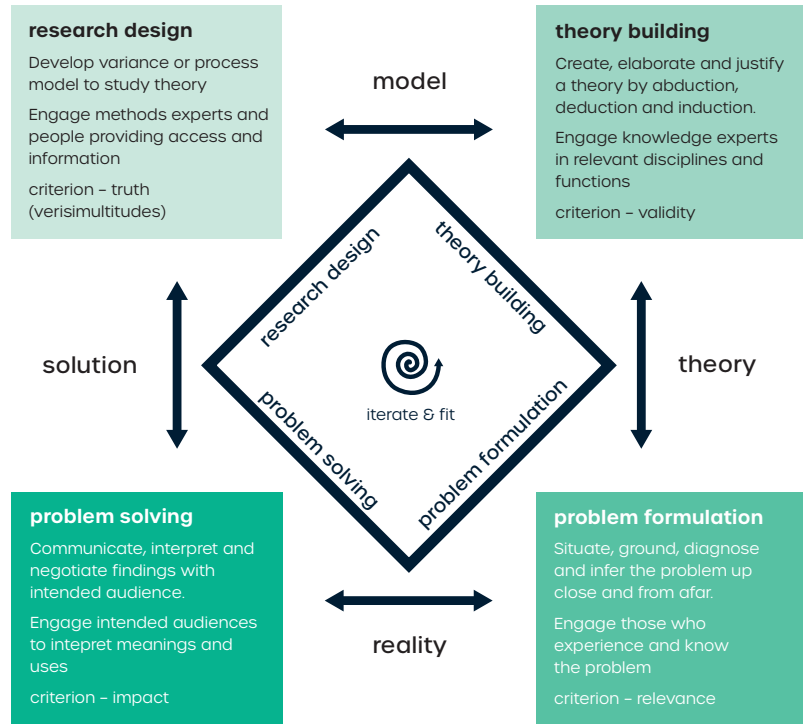 research design
Develop variance or process
model to study theory
Engage methods experts and
people providing access and
information
criterion – truth
(verisimultitudes)
model
theory building
Create, elaborate and justify
a theory by abduction,
deduction and induction.
Engage knowledge experts
in relevant disciplines and
functions
criterion – validity
research design
theory building
solution
iterate & fit
theory
problem solving
problem formulation
problem solving
Communicate, interpret and
negotiate findings with
intended audience.
Engage intended audiences
to intepret meanings and
uses
criterion – impact
reality
problem formulation
Situate, ground, diagnose
and infer the problem up
close and from afar.
Engage those who
experience and know
the problem
criterion – relevance